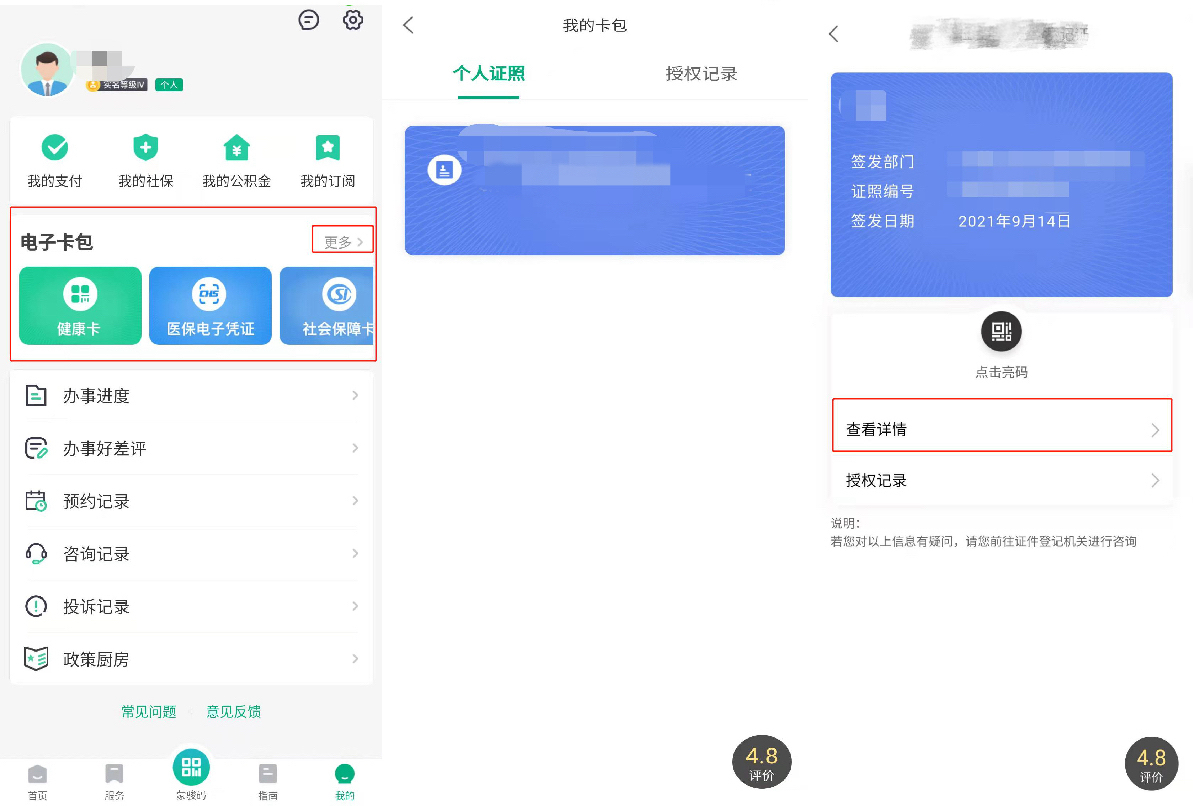 实名等级Ⅳ
个人
我的支付
我的社保
我的公积金
我的订阅
电子卡包
更多
健康卡
CHS
医保电子凭证
SI
社会保障卡
办事进度
办事好差评
预约记录
咨询记录
投诉记录
政策厨房
常见问题
意见反馈
首页
服务
蒙骏码
指南
我的
我的卡包
个人证照
授权记录
4.8
评价
签发部门
证照编号
签发日期 2021年9月14日
点击亮码
查看详情
授权记录
说明:
若您对以上信息有疑问，请您前往证件登记机关进行咨询
4.8
评价